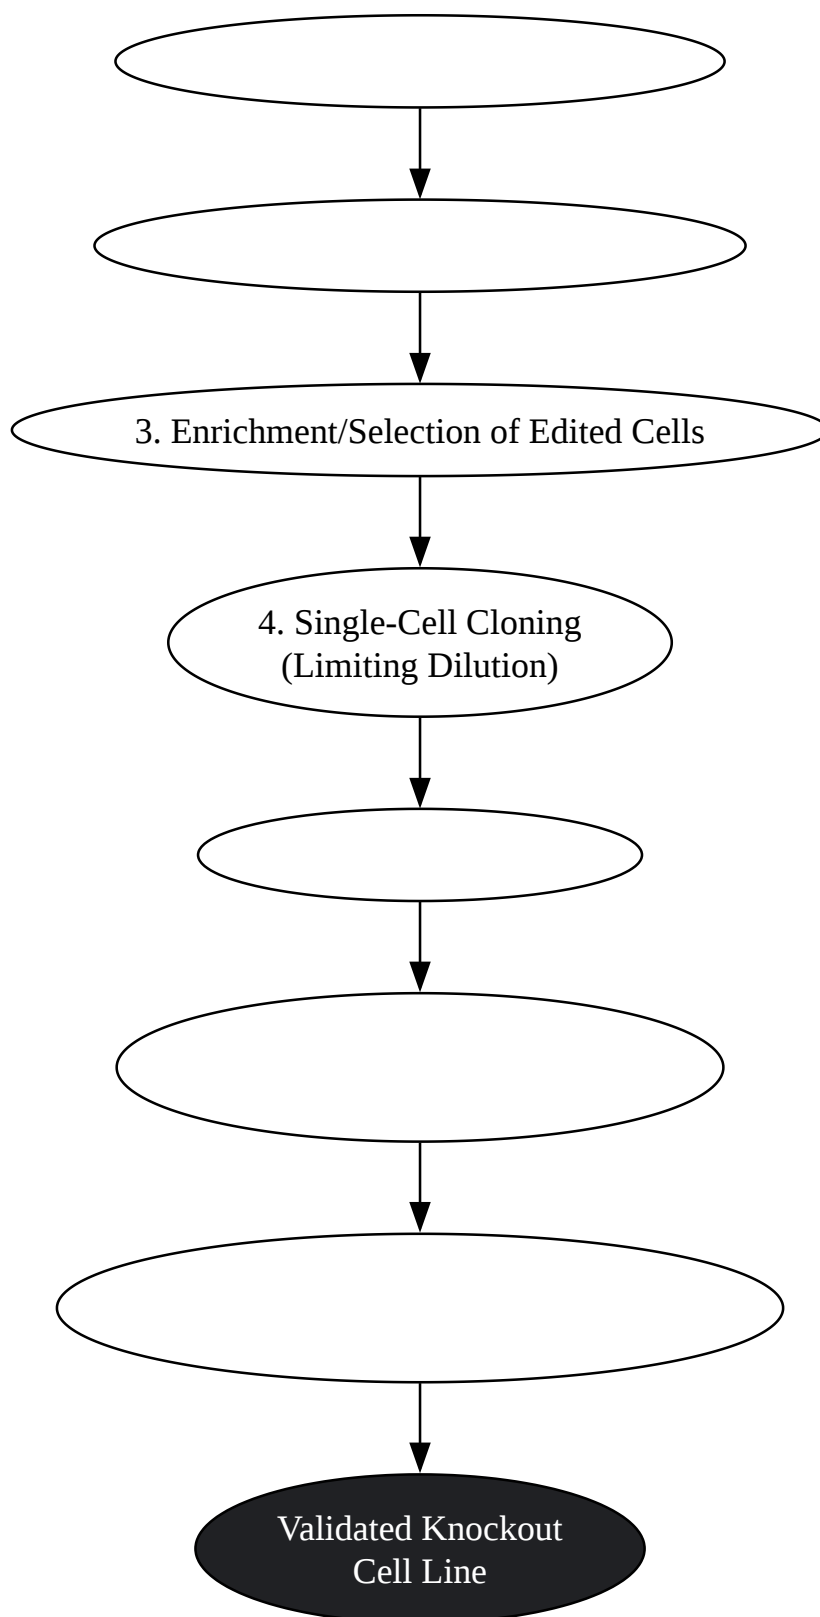 3. Enrichment/Selection of Edited Cells
4. Single-Cell Cloning
(Limiting Dilution)
Validated Knockout
Cell Line